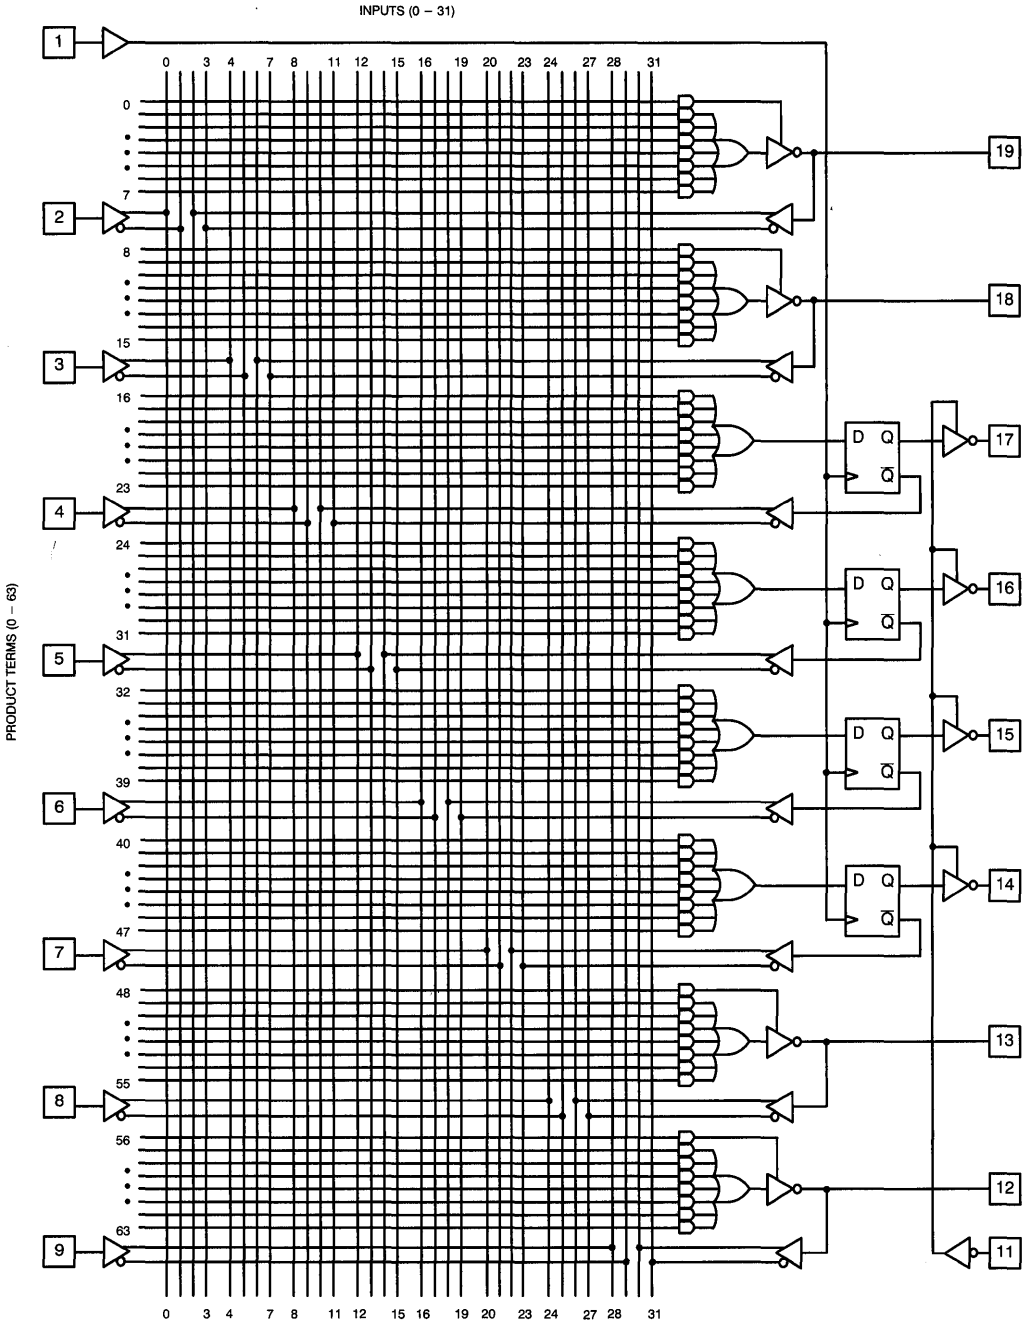 INPUTS (0 – 31)
1
0 3 4 7 8 11 12 15 16 19 20 23 24 27 28 31
0
19
7
2
8
18
15
3
16
D Q
17
Q̅
23
4
24
D Q
16
Q̅
31
5
PRODUCT TERMS (0 – 63)
32
D Q
15
Q̅
39
6
40
D Q
14
Q̅
47
7
48
13
55
8
56
12
63
9
11
0 3 4 7 8 11 12 15 16 19 20 23 24 27 28 31